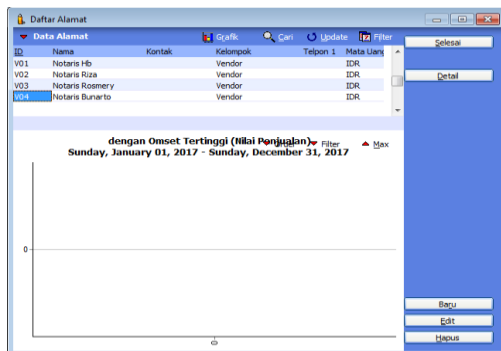 Daftar Alamat
Data Alamat Grafik Cari Update Filter
Selesai
ID Nama Kontak Kelompok Telpon 1 Mata Uang
V01 Notaris Hb Vendor IDR
V02 Notaris Riza Vendor IDR
Detail
V03 Notaris Rosmery Vendor IDR
V04 Notaris Bunarto Vendor IDR
dengan Omset Tertinggi (Nilai Penjualan)
Filter Max
Sunday, January 01, 2017 - Sunday, December 31, 2017
0
Baru
Edit
Hapus
0